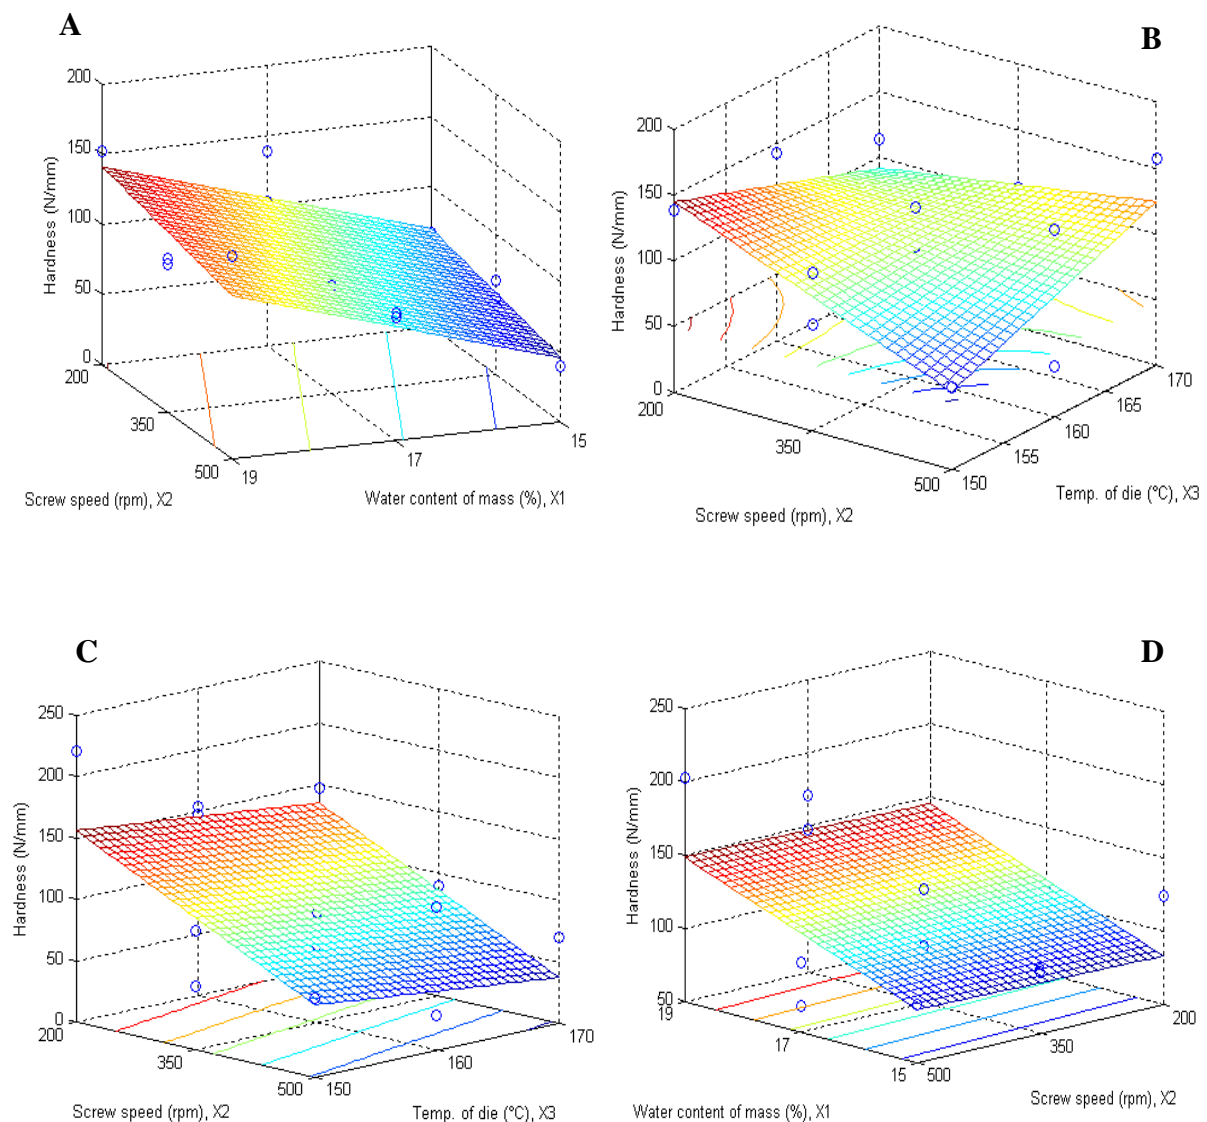 A
200
150
100
50
0
Hardness (N/mm)
200
350
500
19
17
15
Screw speed (rpm), X2
Water content of mass (%), X1
B
200
150
100
50
0
Hardness (N/mm)
200
350
500
150
155
160
165
170
Screw speed (rpm), X2
Temp. of die (°C), X3
C
250
200
150
100
50
0
Hardness (N/mm)
200
350
500
150
160
170
Screw speed (rpm), X2
Temp. of die (°C), X3
D
250
200
150
100
50
Hardness (N/mm)
19
17
15
500
350
200
Water content of mass (%), X1
Screw speed (rpm), X2